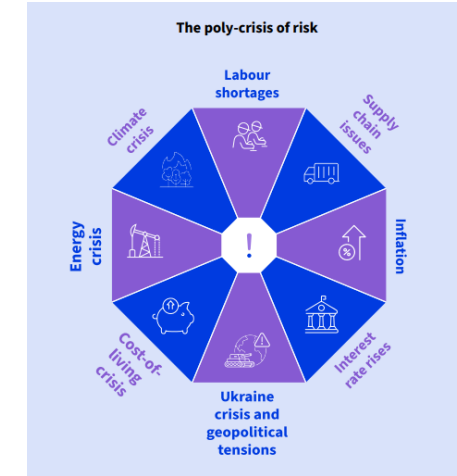 The poly-crisis of risk
Labour
shortages
Supply
chain
issues
Inflation
Interest
rate rises
Ukraine
crisis and
geopolitical
tensions
Cost-of-
living
crisis
Energy
crisis
Climate
crisis
!
%
!